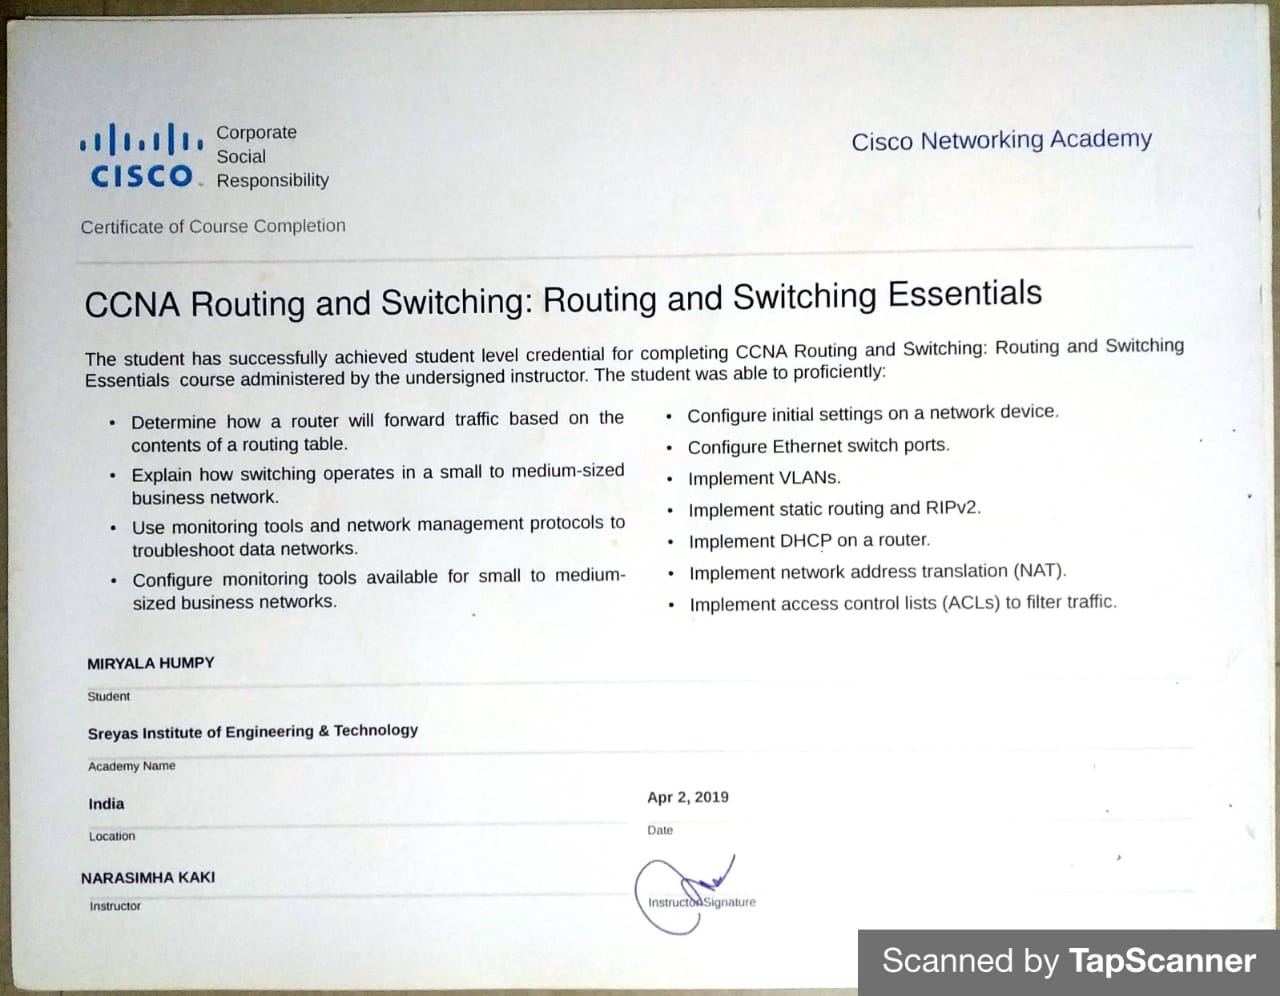 Corporate
Social
Responsibility
CISCO
Cisco Networking Academy
Certificate of Course Completion
CCNA Routing and Switching: Routing and Switching Essentials
The student has successfully achieved student level credential for completing CCNA Routing and Switching: Routing and Switching
Essentials course administered by the undersigned instructor. The student was able to proficiently:
• Determine how a router will forward traffic based on the
contents of a routing table.
• Explain how switching operates in a small to medium-sized
business network.
• Use monitoring tools and network management protocols to
troubleshoot data networks.
• Configure monitoring tools available for small to medium-
sized business networks.
• Configure initial settings on a network device.
• Configure Ethernet switch ports.
• Implement VLANs.
• Implement static routing and RIPv2.
• Implement DHCP on a router.
• Implement network address translation (NAT).
• Implement access control lists (ACLs) to filter traffic.
MIRYALA HUMPY
Student
Sreyas Institute of Engineering & Technology
Academy Name
India
Location
Apr 2, 2019
Date
NARASIMHA KAKI
Instructor
Instructor Signature
Scanned by TapScanner